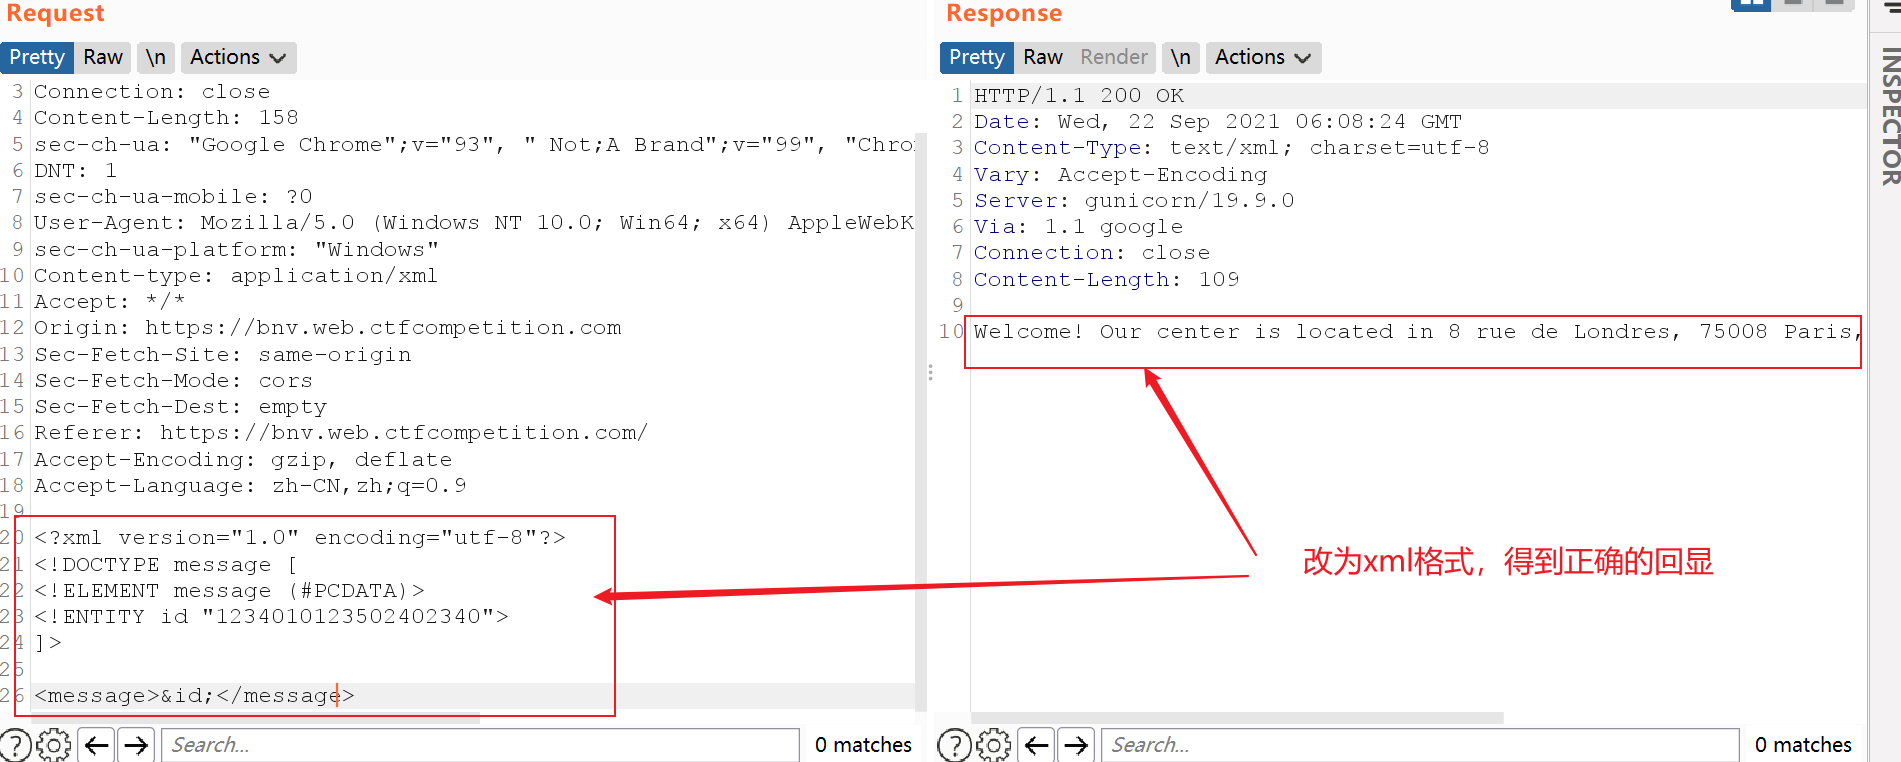 Request
Pretty Raw \n Actions
3 Connection: close
4 Content-Length: 158
5 sec-ch-ua: "Google Chrome";v="93", " Not;A Brand";v="99", "Chro
6 DNT: 1
7 sec-ch-ua-mobile: ?0
8 User-Agent: Mozilla/5.0 (Windows NT 10.0; Win64; x64) AppleWebK
9 sec-ch-ua-platform: "Windows"
10 Content-type: application/xml
11 Accept: */*
12 Origin: https://bnv.web.ctfcompetition.com
13 Sec-Fetch-Site: same-origin
14 Sec-Fetch-Mode: cors
15 Sec-Fetch-Dest: empty
16 Referer: https://bnv.web.ctfcompetition.com/
17 Accept-Encoding: gzip, deflate
18 Accept-Language: zh-CN,zh;q=0.9
19
20 <?xml version="1.0" encoding="utf-8"?>
21 <!DOCTYPE message [
22 <!ELEMENT message (#PCDATA)>
23 <!ENTITY id "1234010123502402340">
24 ]>
25
26 <message>&id;</message>
Search... 0 matches
Response
Pretty Raw Render \n Actions
1 HTTP/1.1 200 OK
2 Date: Wed, 22 Sep 2021 06:08:24 GMT
3 Content-Type: text/xml; charset=utf-8
4 Vary: Accept-Encoding
5 Server: gunicorn/19.9.0
6 Via: 1.1 google
7 Connection: close
8 Content-Length: 109
9
10 Welcome! Our center is located in 8 rue de Londres, 75008 Paris,
改为xml格式，得到正确的回显
Search... 0 matches
INSPECTOR